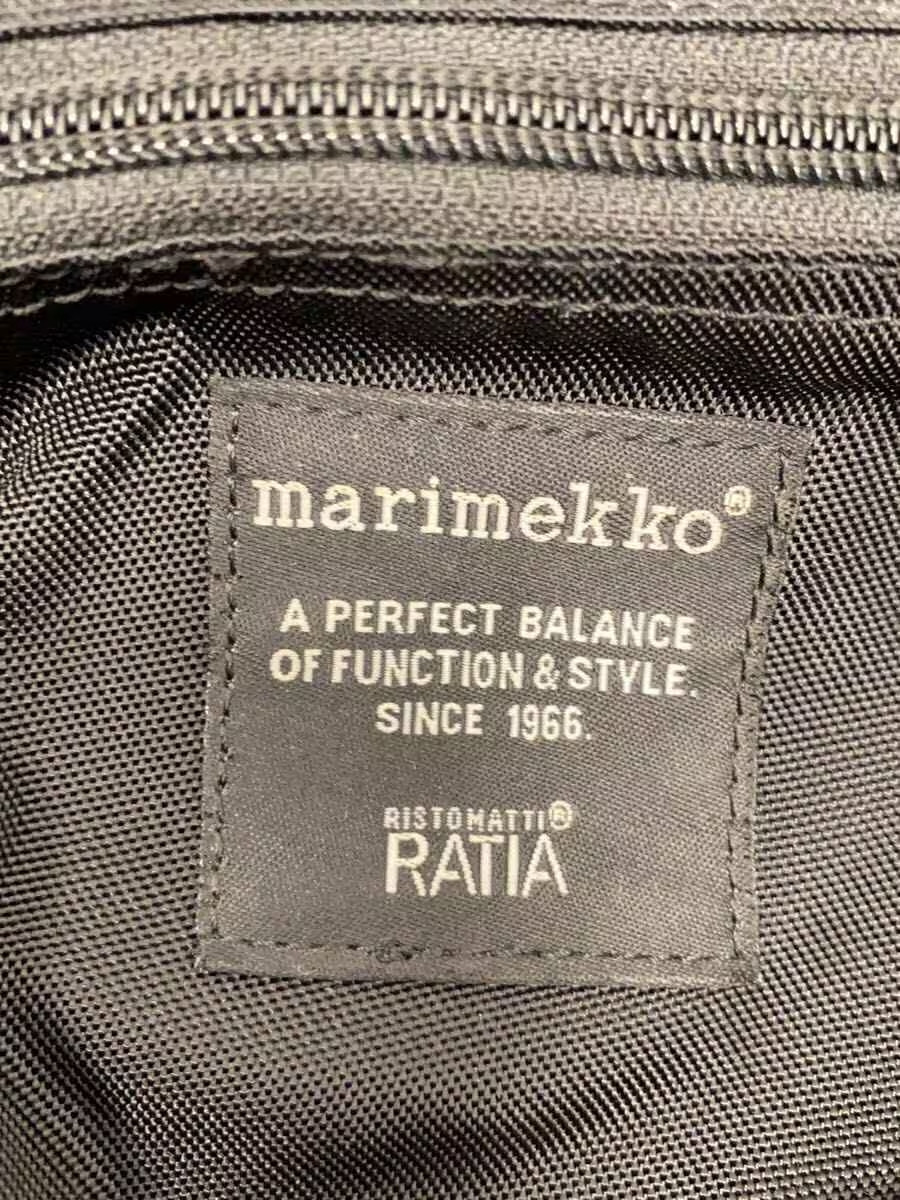 marimekko®
A PERFECT BALANCE
OF FUNCTION & STYLE.
SINCE 1966.
RISTOMATTI®
RATIA